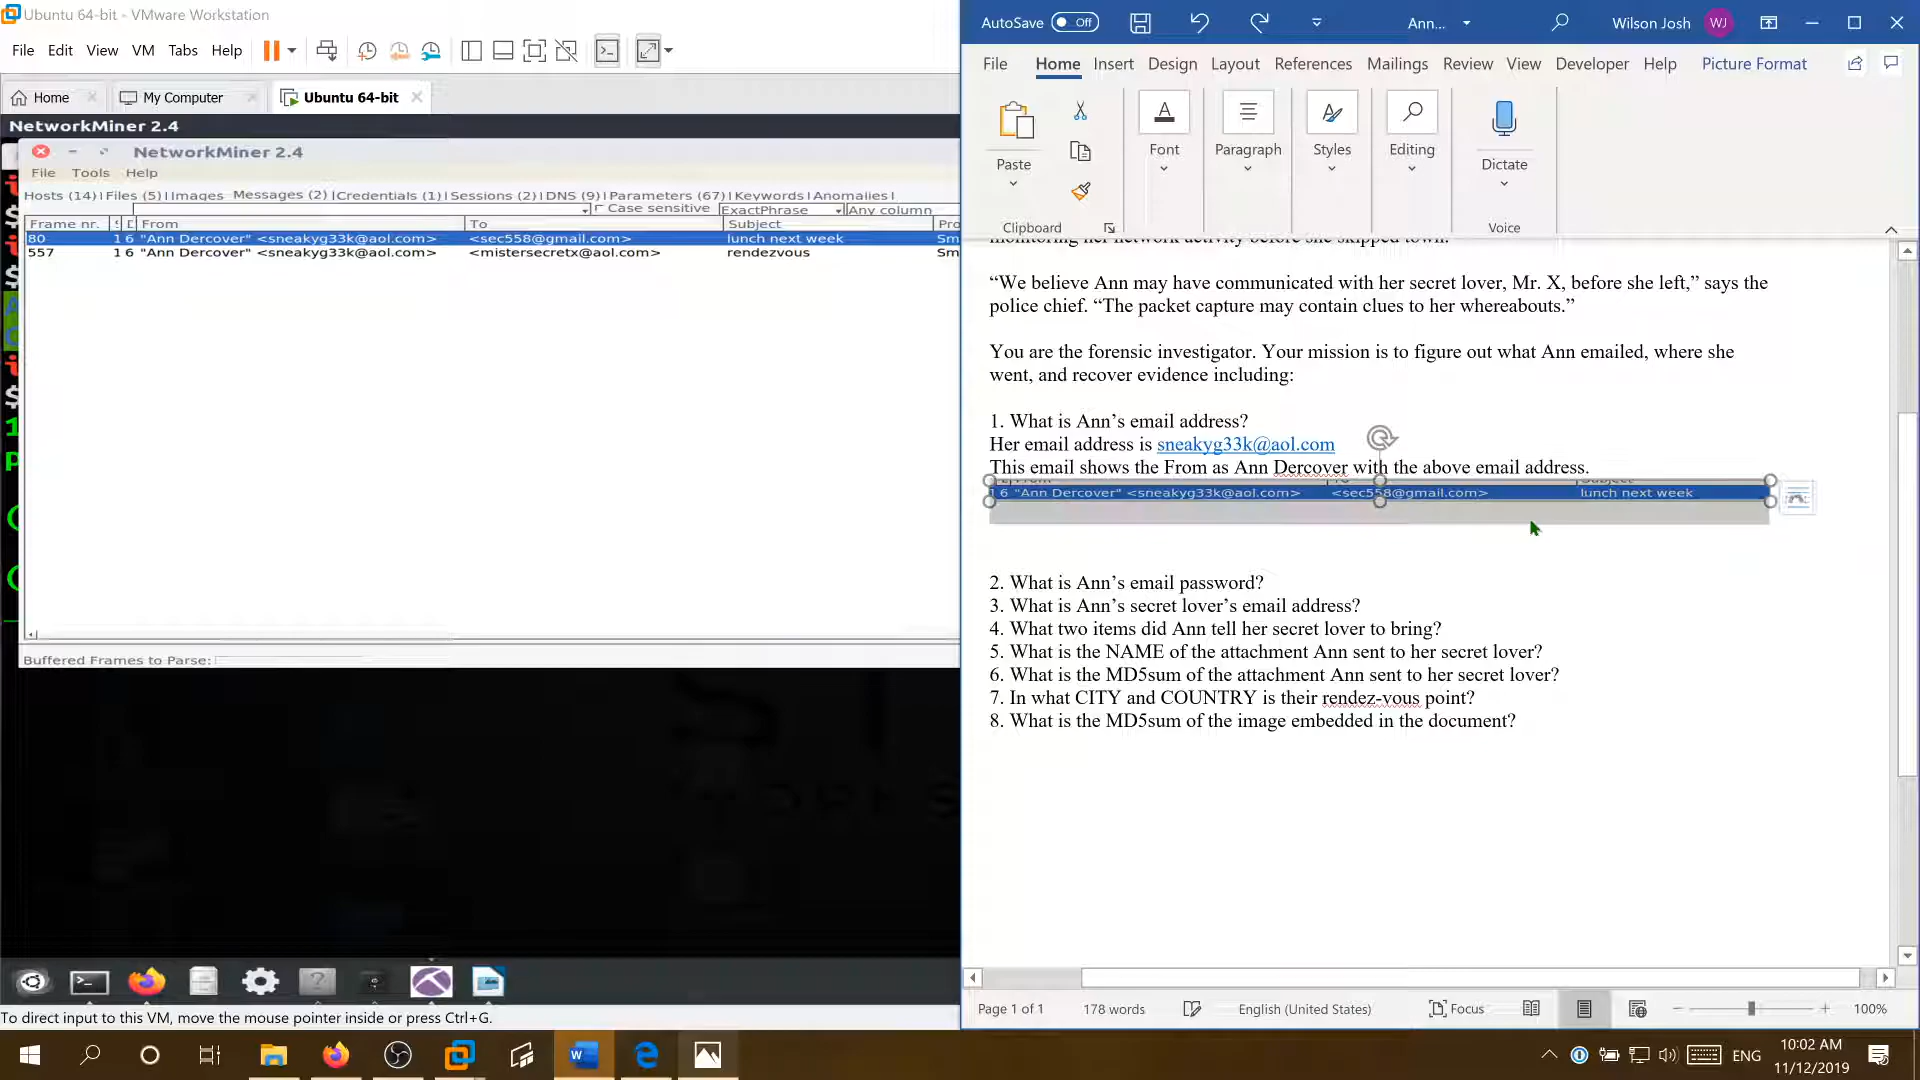 Ubuntu 64-bit - VMware Workstation
File Edit View VM Tabs Help
Home My Computer Ubuntu 64-bit
NetworkMiner 2.4
NetworkMiner 2.4
File Tools Help
Hosts (14) Files (5) Images Messages (2) Credentials (1) Sessions (2) DNS (9) Parameters (67) Keywords Anomalies
Case sensitive ExactPhrase Any column
Frame nr. From To Subject Pro
80 1 6 "Ann Dercover" <sneakyg33k@aol.com> <sec558@gmail.com> lunch next week Sm
557 1 6 "Ann Dercover" <sneakyg33k@aol.com> <mistersecretx@aol.com> rendezvous Sm
Buffered Frames to Parse:
To direct input to this VM, move the mouse pointer inside or press Ctrl+G.
AutoSave Off Ann... Wilson Josh WJ
File Home Insert Design Layout References Mailings Review View Developer Help Picture Format
Paste Font Paragraph Styles Editing Dictate
Clipboard Voice
monitoring her network activity before she skipped town.
“We believe Ann may have communicated with her secret lover, Mr. X, before she left,” says the
police chief. “The packet capture may contain clues to her whereabouts.”
You are the forensic investigator. Your mission is to figure out what Ann emailed, where she
went, and recover evidence including:
1. What is Ann’s email address?
Her email address is sneakyg33k@aol.com
This email shows the From as Ann Dercover with the above email address.
1 6 "Ann Dercover" <sneakyg33k@aol.com> <sec558@gmail.com> lunch next week
2. What is Ann’s email password?
3. What is Ann’s secret lover’s email address?
4. What two items did Ann tell her secret lover to bring?
5. What is the NAME of the attachment Ann sent to her secret lover?
6. What is the MD5sum of the attachment Ann sent to her secret lover?
7. In what CITY and COUNTRY is their rendez-vous point?
8. What is the MD5sum of the image embedded in the document?
Page 1 of 1 178 words English (United States) Focus 100%
ENG 10:02 AM
11/12/2019